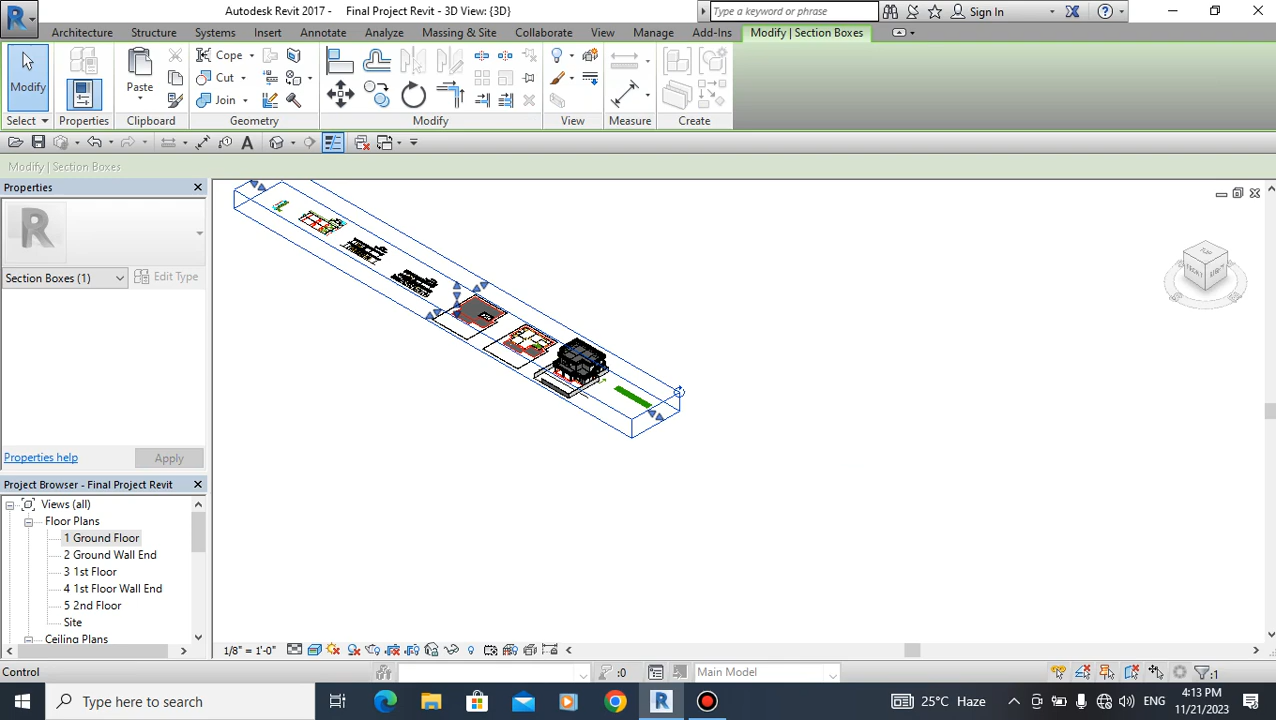 Autodesk Revit 2017 - Final Project Revit - 3D View: {3D}
Type a keyword or phrase
Sign In
Architecture Structure Systems Insert Annotate Analyze Massing & Site Collaborate View Manage Add-Ins Modify | Section Boxes
Modify
Paste
Cope
Cut
Join
Select Properties Clipboard Geometry Modify View Measure Create
Modify | Section Boxes
Properties
Section Boxes (1)
Edit Type
Properties help
Apply
Project Browser - Final Project Revit
Views (all)
Floor Plans
1 Ground Floor
2 Ground Wall End
3 1st Floor
4 1st Floor Wall End
5 2nd Floor
Site
Ceiling Plans
1/8" = 1'-0"
Control
:0
Main Model
:1
Type here to search
25°C Haze
ENG
4:13 PM
11/21/2023